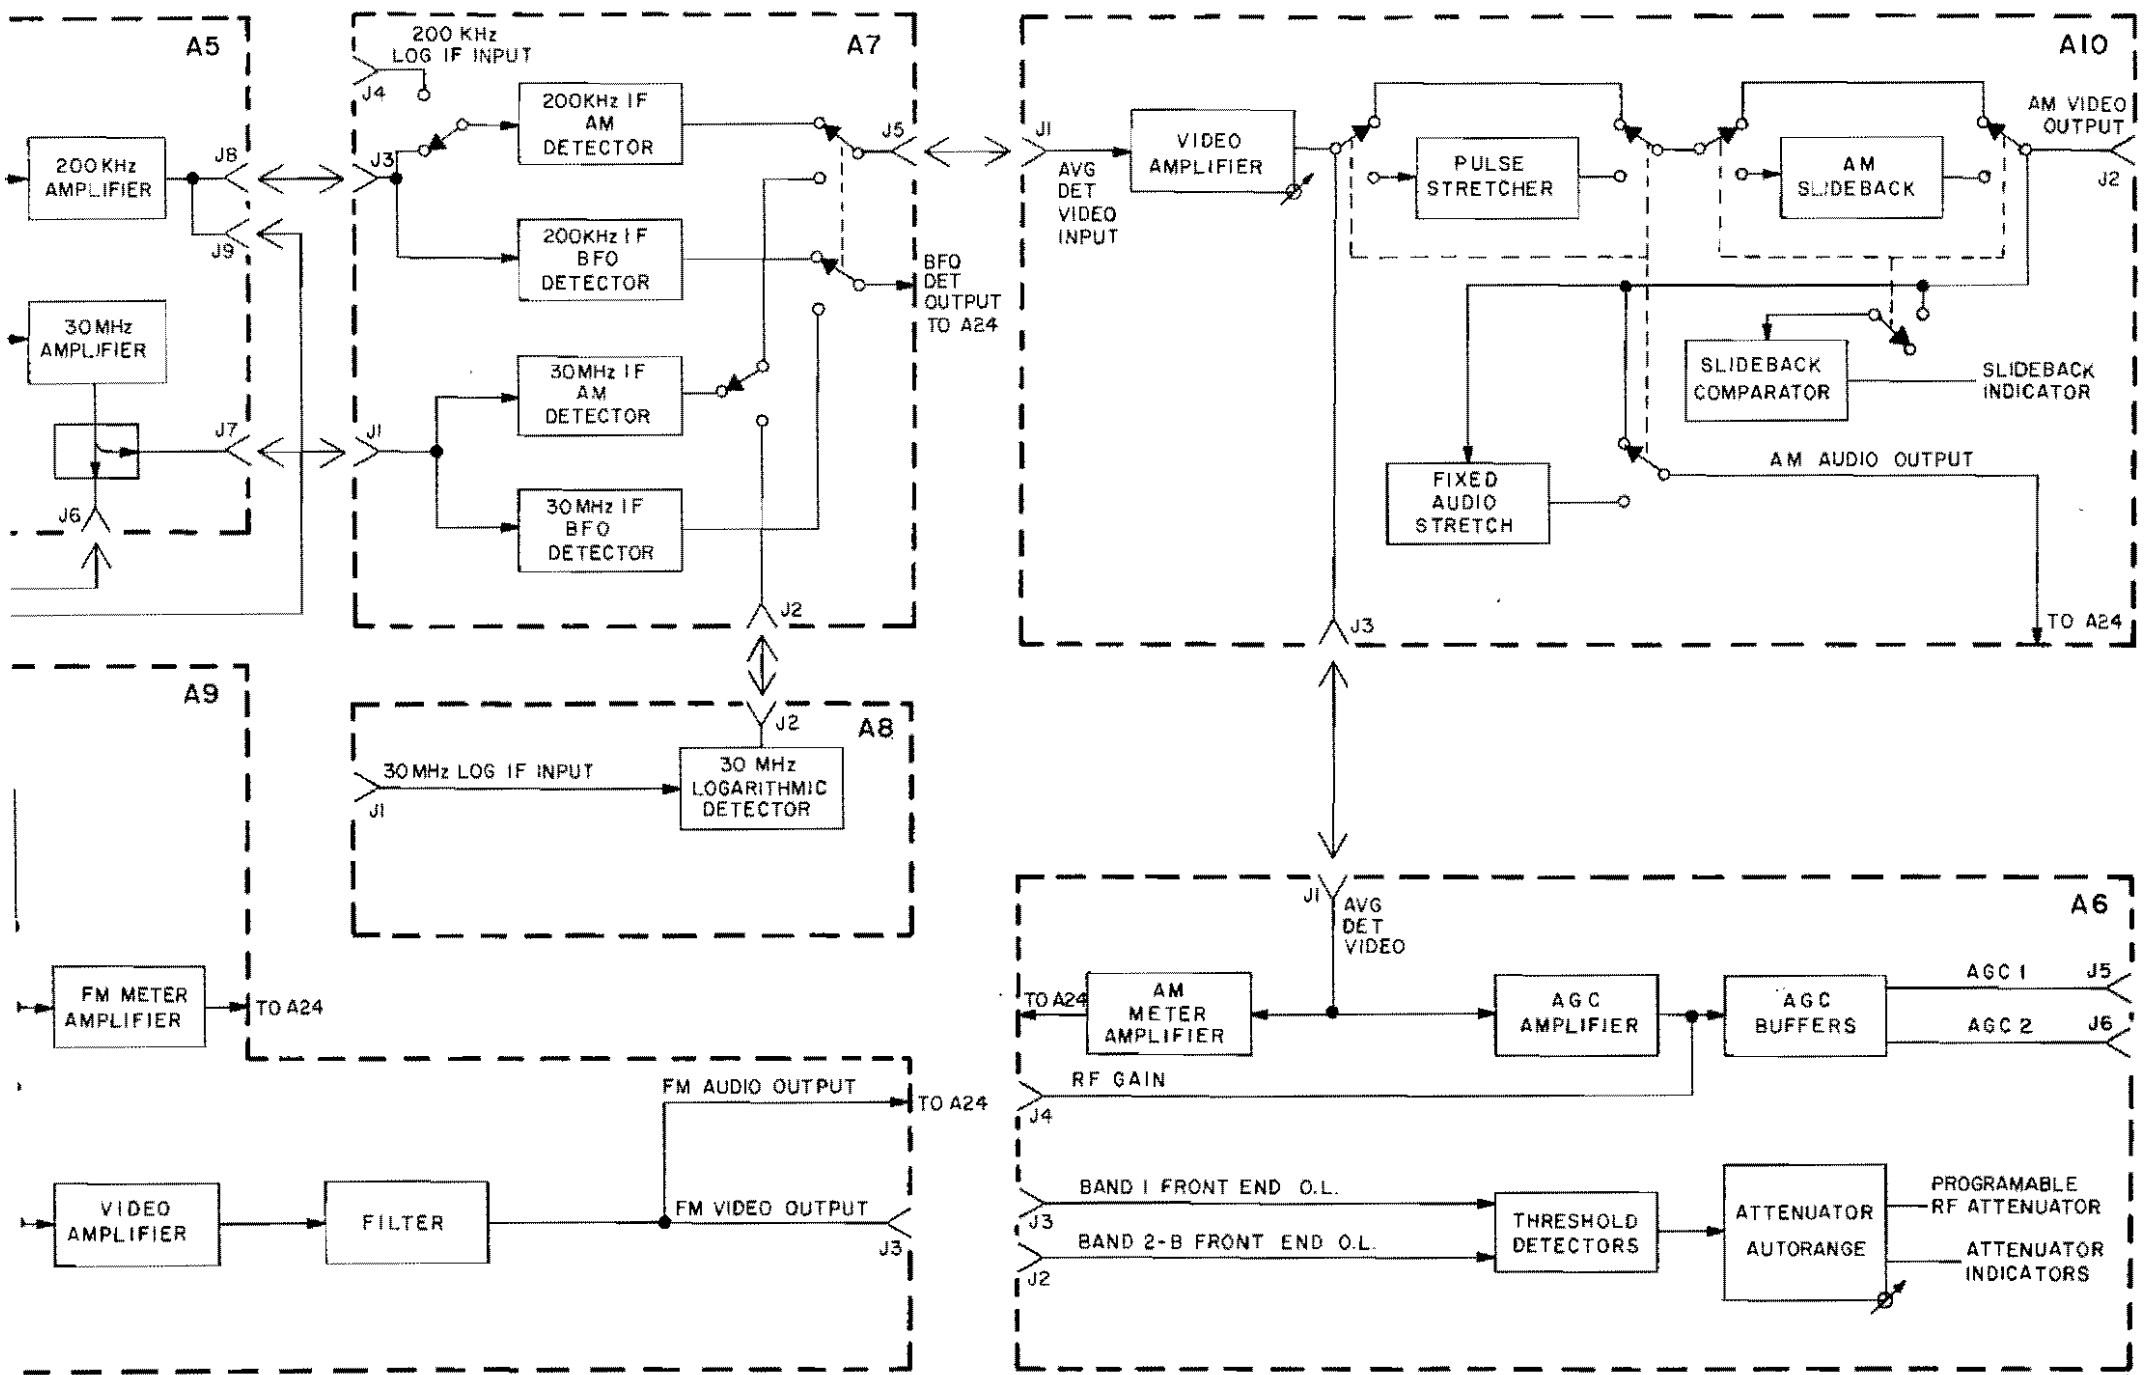 A5
200KHz
AMPLIFIER
J8
J9
30MHz
AMPLIFIER
J7
J6
A7
200 KHz
LOG IF INPUT
J4
J3
200KHz IF
AM
DETECTOR
J5
200KHz IF
BFO
DETECTOR
BFO
DET
OUTPUT
TO A24
30MHz IF
AM
DETECTOR
J1
30MHz IF
BFO
DETECTOR
J2
A10
J1
AVG
DET
VIDEO
INPUT
VIDEO
AMPLIFIER
PULSE
STRETCHER
AM
SLIDEBACK
AM VIDEO
OUTPUT
J2
SLIDEBACK
COMPARATOR
SLIDEBACK
INDICATOR
FIXED
AUDIO
STRETCH
AM AUDIO OUTPUT
J3
TO A24
A9
FM METER
AMPLIFIER
TO A24
FM AUDIO OUTPUT
TO A24
VIDEO
AMPLIFIER
FILTER
FM VIDEO OUTPUT
J3
A8
J2
30MHz LOG IF INPUT
J1
30 MHz
LOGARITHMIC
DETECTOR
A6
J1
AVG
DET
VIDEO
TO A24
AM
METER
AMPLIFIER
AGC
AMPLIFIER
AGC
BUFFERS
AGC 1
J5
AGC 2
J6
RF GAIN
J4
BAND 1 FRONT END O.L.
J3
BAND 2-8 FRONT END O.L.
J2
THRESHOLD
DETECTORS
ATTENUATOR
AUTORANGE
PROGRAMABLE
RF ATTENUATOR
ATTENUATOR
INDICATORS